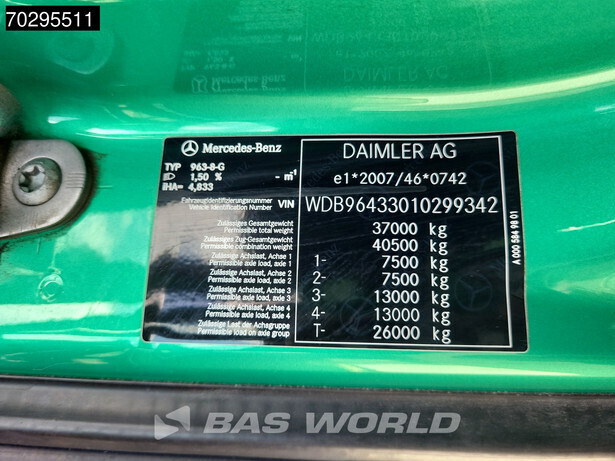 70295511
DAIMLER AG
Mercedes-Benz
DAIMLER AG
TYP 963-8-G
1,50 % - m⁻¹
e1*2007/46*0742
iHA= 4,833
Fahrzeugidentifizierungsnummer
Vehicle Identification Number VIN WDB96433010299342
Zulässiges Gesamtgewicht
Permissible total weight 37000 kg
Zulässiges Zug-Gesamtgewicht
Permissible combination weight 40500 kg
Zulässige Achslast, Achse 1
Permissible axle load, axle 1 1- 7500 kg
Zulässige Achslast, Achse 2
Permissible axle load, axle 2 2- 7500 kg
Zulässige Achslast, Achse 3
Permissible axle load, axle 3 3- 13000 kg
Zulässige Achslast, Achse 4
Permissible axle load, axle 4 4- 13000 kg
Zulässige Last der Achsgruppe
Permissible load on axle group T- 26000 kg
A 000 584 98 01
BAS WORLD